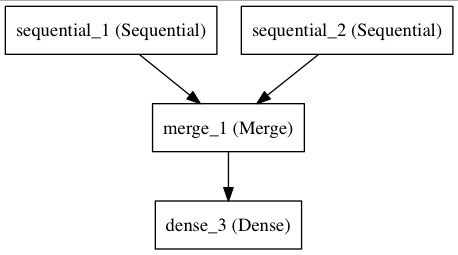 sequential_1 (Sequential)
sequential_2 (Sequential)
merge_1 (Merge)
dense_3 (Dense)